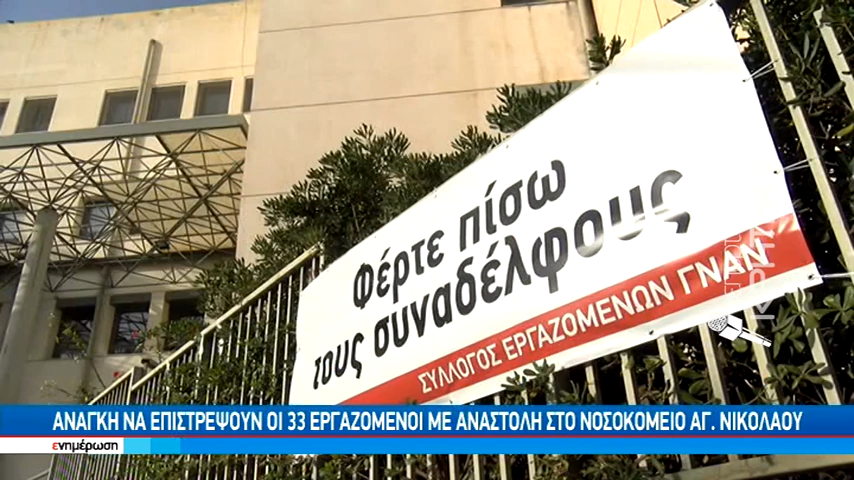 Φέρτε πίσω
τους συναδέλφους
ΣΥΛΛΟΓΟΣ ΕΡΓΑΖΟΜΕΝΩΝ ΓΝΑΝ
ΑΝΑΓΚΗ ΝΑ ΕΠΙΣΤΡΕΨΟΥΝ ΟΙ 33 ΕΡΓΑΖΟΜΕΝΟΙ ΜΕ ΑΝΑΣΤΟΛΗ ΣΤΟ ΝΟΣΟΚΟΜΕΙΟ ΑΓ. ΝΙΚΟΛΑΟΥ
ενημέρωση